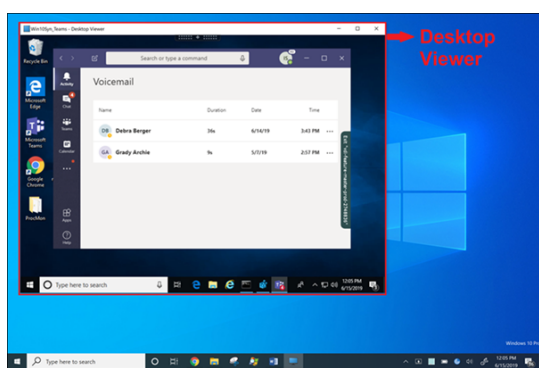 Win10Syn_Teams - Desktop Viewer
Desktop
Viewer
Recycle Bin
Search or type a command
Microsoft
Edge
Activity
Voicemail
Chat
Name Duration Date Time
Microsoft
Teams
Teams
DB Debra Berger 36s 6/14/19 3:43 PM
Calendar
GA Grady Archie 9s 5/7/19 2:57 PM
Google
Chrome
ProcMon
Apps
Help
Type here to search
12:05 PM
6/15/2019
Windows 10 Pro
Type here to search
12:05 PM
6/15/2019